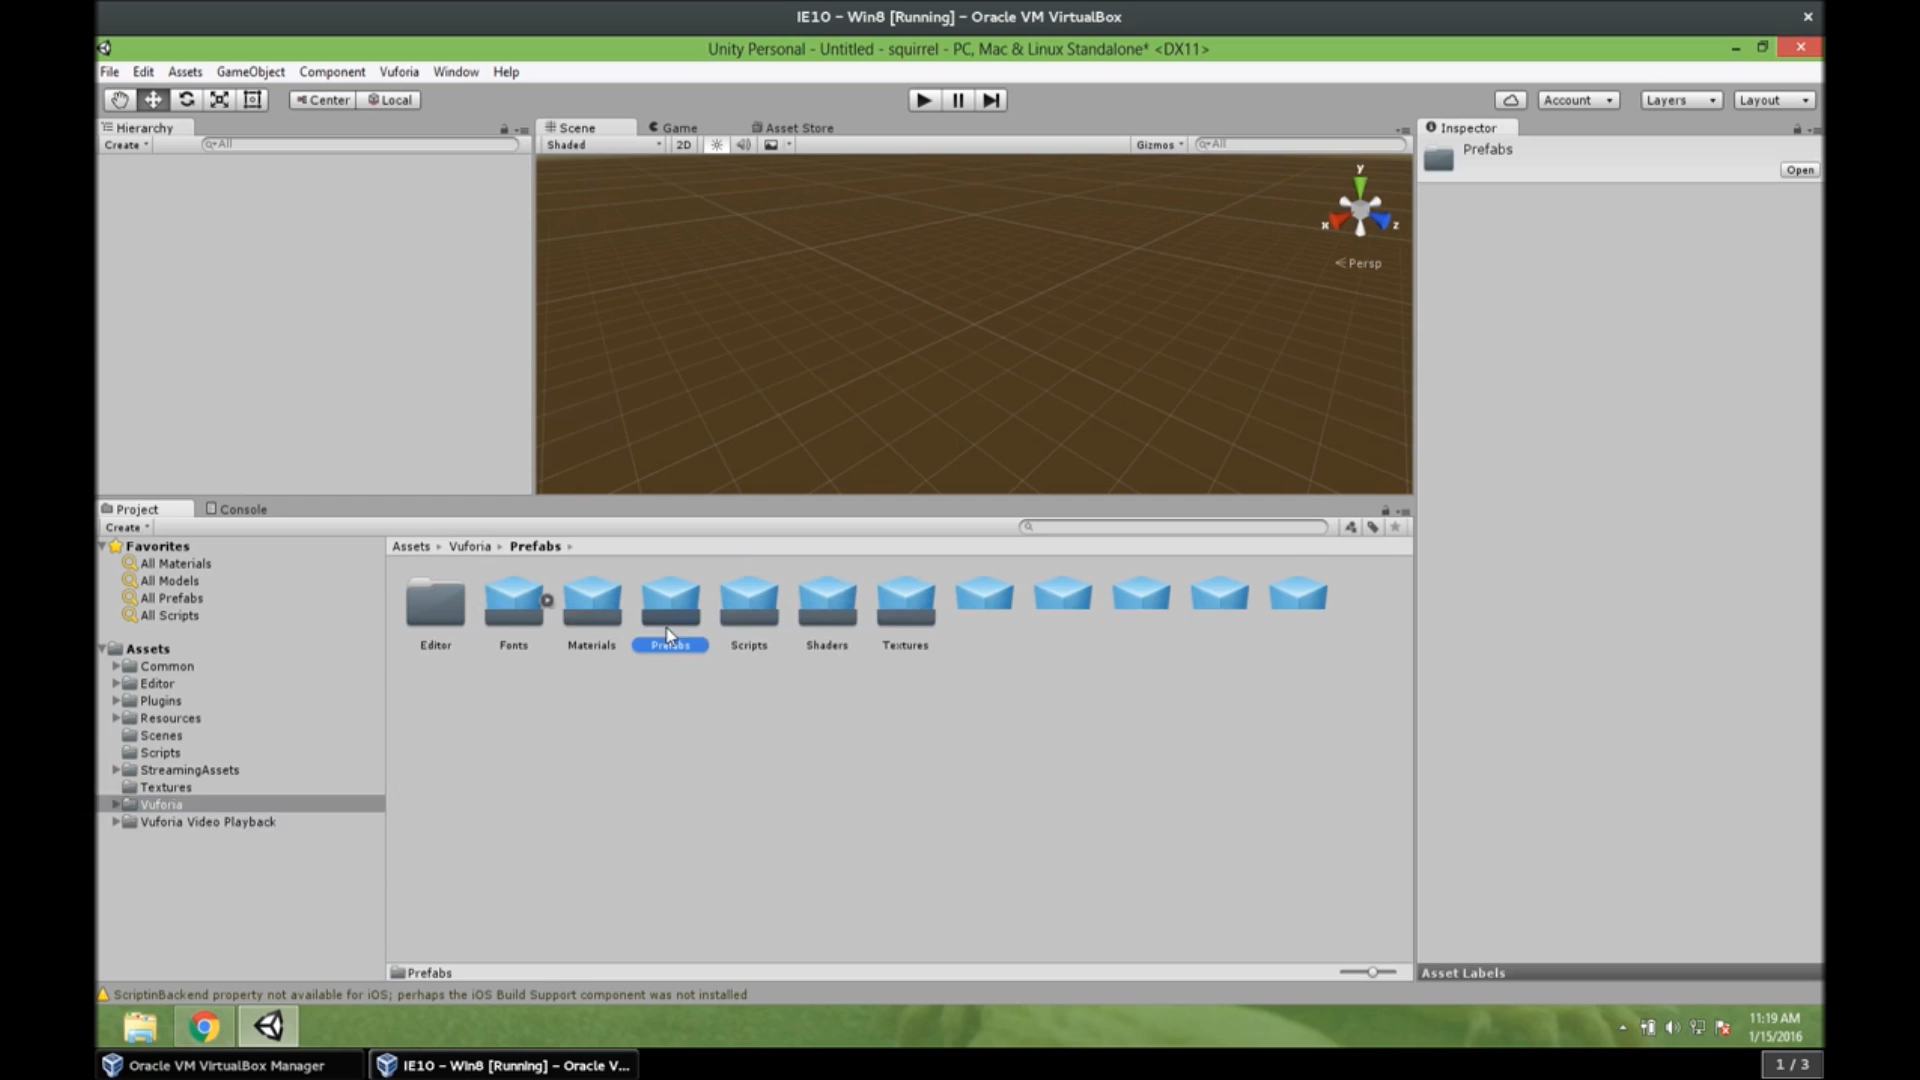 IE10 - Win8 [Running] - Oracle VM VirtualBox
Unity Personal - Untitled - squirrel - PC, Mac & Linux Standalone* <DX11>
File Edit Assets GameObject Component Vuforia Window Help
Center Local
Account Layers Layout
Hierarchy
Create All
Scene Game Asset Store
Shaded 2D Gizmos All
y
x z
Persp
Inspector
Prefabs
Open
Project Console
Create
Favorites
All Materials
All Models
All Prefabs
All Scripts
Assets
Common
Editor
Plugins
Resources
Scenes
Scripts
StreamingAssets
Textures
Vuforia
Vuforia Video Playback
Assets Vuforia Prefabs
Editor Fonts Materials Prefabs Scripts Shaders Textures
Prefabs
Asset Labels
ScriptinBackend property not available for iOS; perhaps the iOS Build Support component was not installed
11:19 AM
1/15/2016
Oracle VM VirtualBox Manager
IE10 - Win8 [Running] - Oracle V...
1 / 3